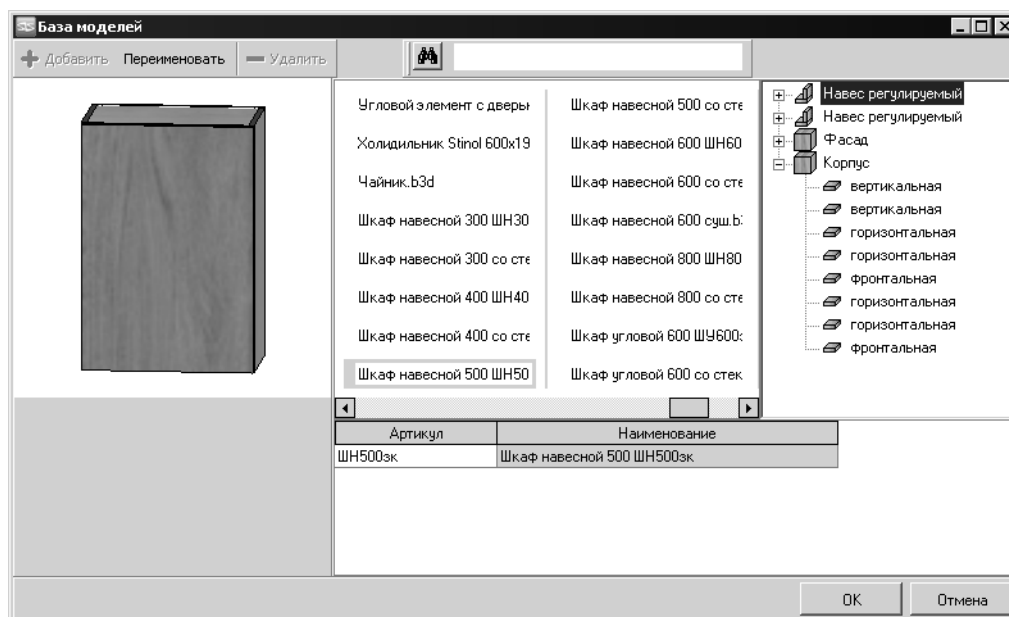 База моделей
Добавить Переименовать Удалить
Угловой элемент с дверы
Холидильник Stinol 600x19
Чайник.b3d
Шкаф навесной 300 ШН30
Шкаф навесной 300 со сте
Шкаф навесной 400 ШН40
Шкаф навесной 400 со сте
Шкаф навесной 500 ШН50
Шкаф навесной 500 со сте
Шкаф навесной 600 ШН60
Шкаф навесной 600 со сте
Шкаф навесной 600 суш.b
Шкаф навесной 800 ШН80
Шкаф навесной 800 со сте
Шкаф угловой 600 ШУ600
Шкаф угловой 600 со стек
Навес регулируемый
Навес регулируемый
Фасад
Корпус
вертикальная
вертикальная
горизонтальная
горизонтальная
фронтальная
горизонтальная
горизонтальная
фронтальная
Артикул Наименование
ШН500зк Шкаф навесной 500 ШН500зк
OK Отмена